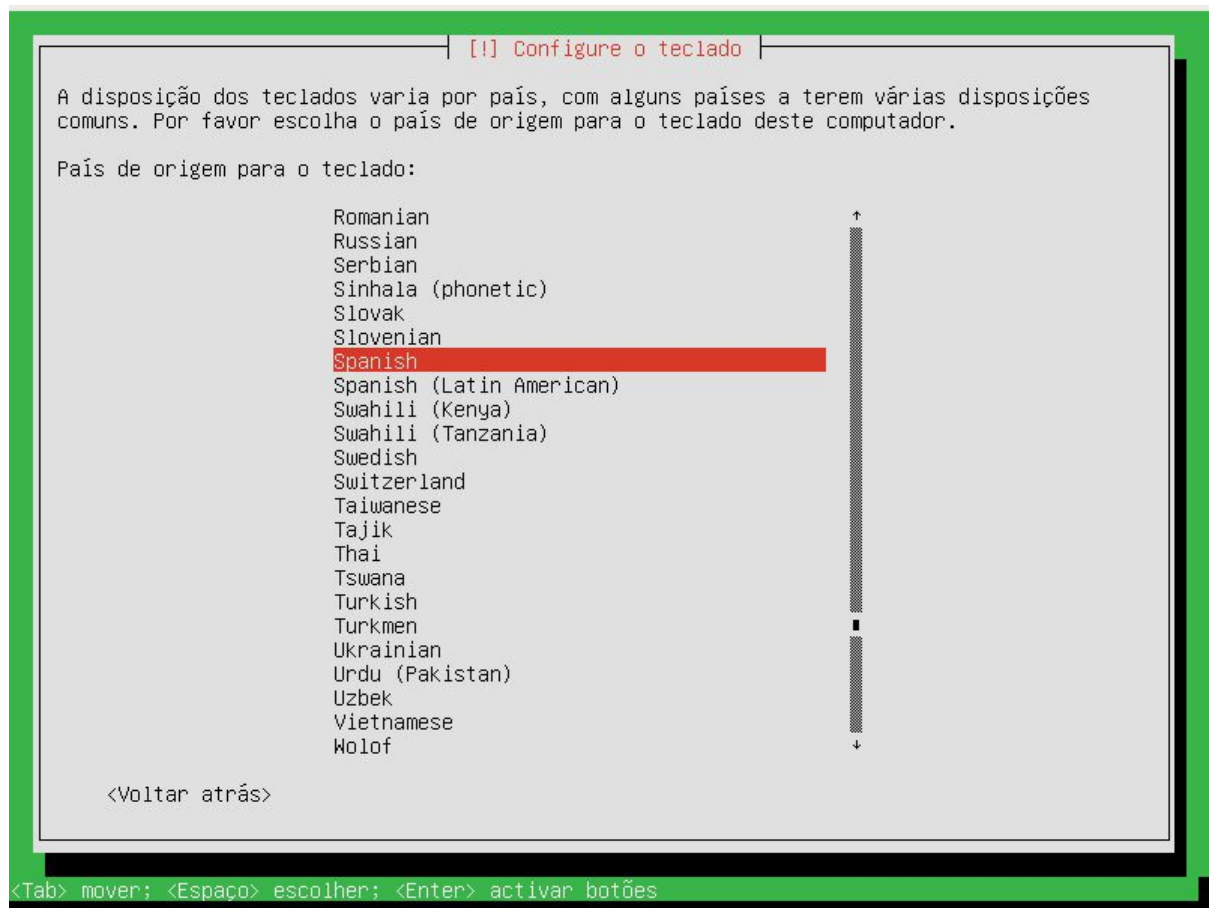 [!] Configure o teclado
A disposição dos teclados varia por país, com alguns países a terem várias disposições
comuns. Por favor escolha o país de origem para o teclado deste computador.
País de origem para o teclado:
Romanian
Russian
Serbian
Sinhala (phonetic)
Slovak
Slovenian
Spanish
Spanish (Latin American)
Swahili (Kenya)
Swahili (Tanzania)
Swedish
Switzerland
Taiwanese
Tajik
Thai
Tswana
Turkish
Turkmen
Ukrainian
Urdu (Pakistan)
Uzbek
Vietnamese
Wolof
<Voltar atrás>
<Tab> mover; <Espaço> escolher; <Enter> activar botões